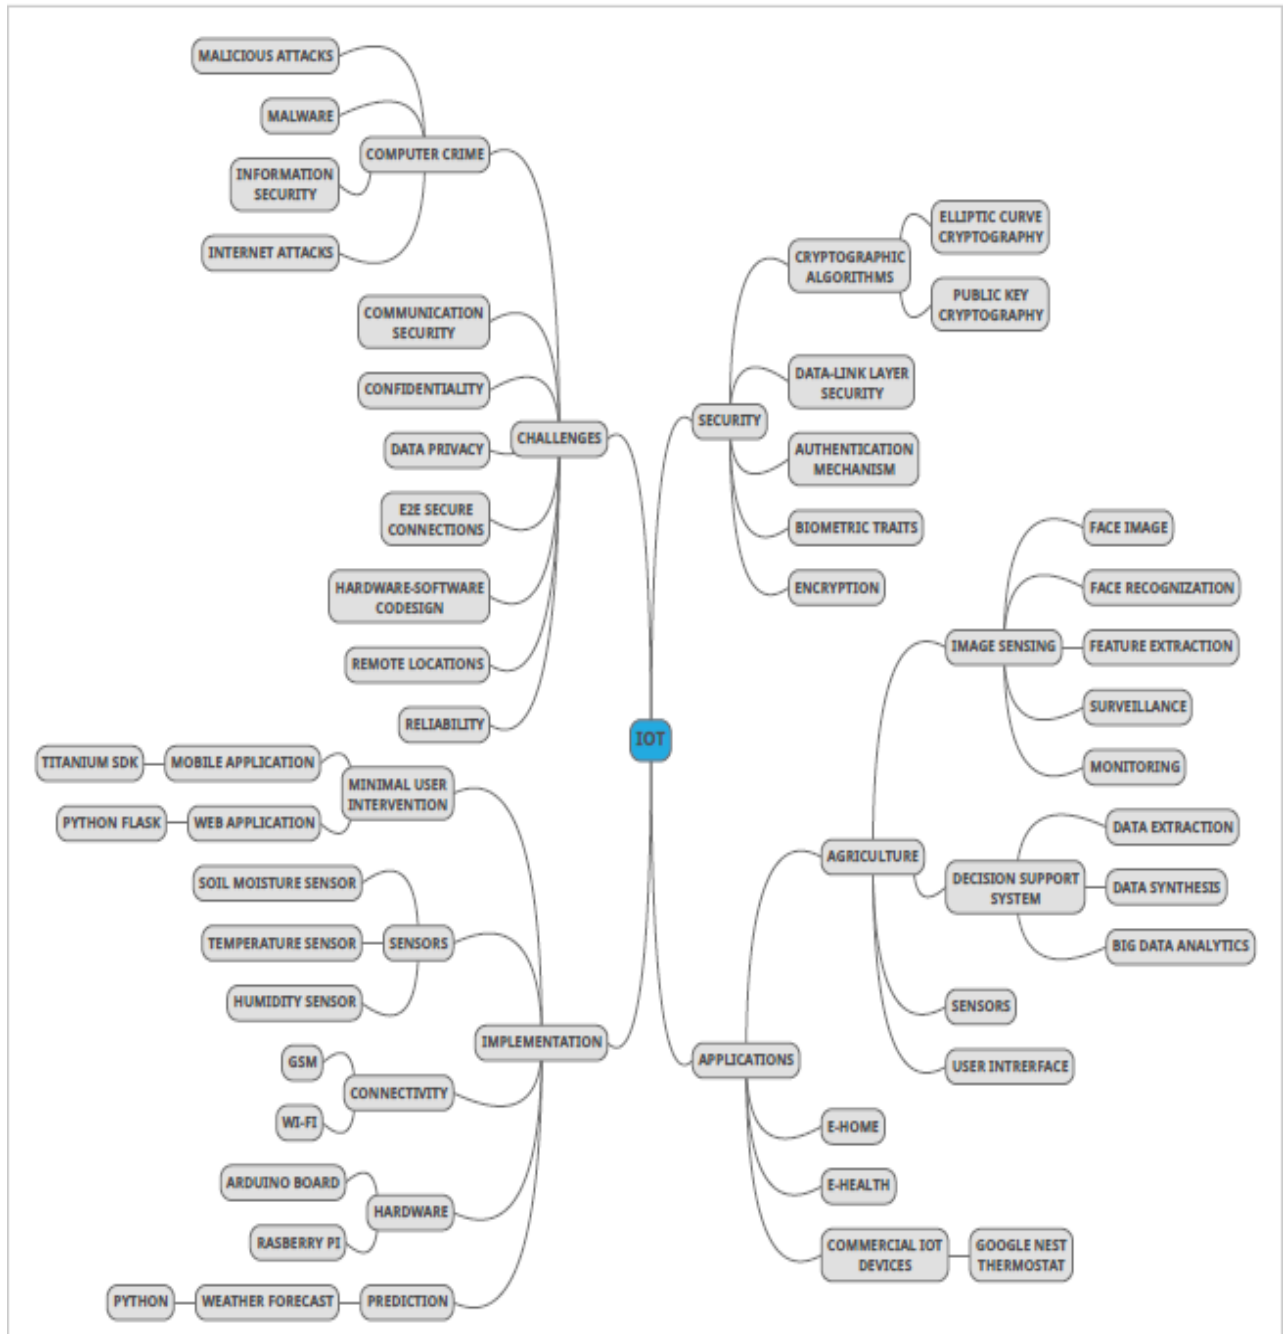 MALICIOUS ATTACKS
MALWARE
COMPUTER CRIME
INFORMATION
SECURITY
INTERNET ATTACKS
COMMUNICATION
SECURITY
CONFIDENTIALITY
CHALLENGES
DATA PRIVACY
E2E SECURE
CONNECTIONS
HARDWARE-SOFTWARE
CODESIGN
REMOTE LOCATIONS
RELIABILITY
TITANIUM SDK
MOBILE APPLICATION
MINIMAL USER
INTERVENTION
PYTHON FLASK
WEB APPLICATION
SOIL MOISTURE SENSOR
TEMPERATURE SENSOR
SENSORS
HUMIDITY SENSOR
IMPLEMENTATION
GSM
CONNECTIVITY
WI-FI
ARDUINO BOARD
HARDWARE
RASBERRY PI
PYTHON
WEATHER FORECAST
PREDICTION
IOT
ELLIPTIC CURVE
CRYPTOGRAPHY
CRYPTOGRAPHIC
ALGORITHMS
PUBLIC KEY
CRYPTOGRAPHY
DATA-LINK LAYER
SECURITY
SECURITY
AUTHENTICATION
MECHANISM
BIOMETRIC TRAITS
ENCRYPTION
FACE IMAGE
FACE RECOGNIZATION
IMAGE SENSING
FEATURE EXTRACTION
SURVEILLANCE
MONITORING
AGRICULTURE
DATA EXTRACTION
DECISION SUPPORT
SYSTEM
DATA SYNTHESIS
BIG DATA ANALYTICS
SENSORS
USER INTRERFACE
APPLICATIONS
E-HOME
E-HEALTH
COMMERCIAL IOT
DEVICES
GOOGLE NEST
THERMOSTAT